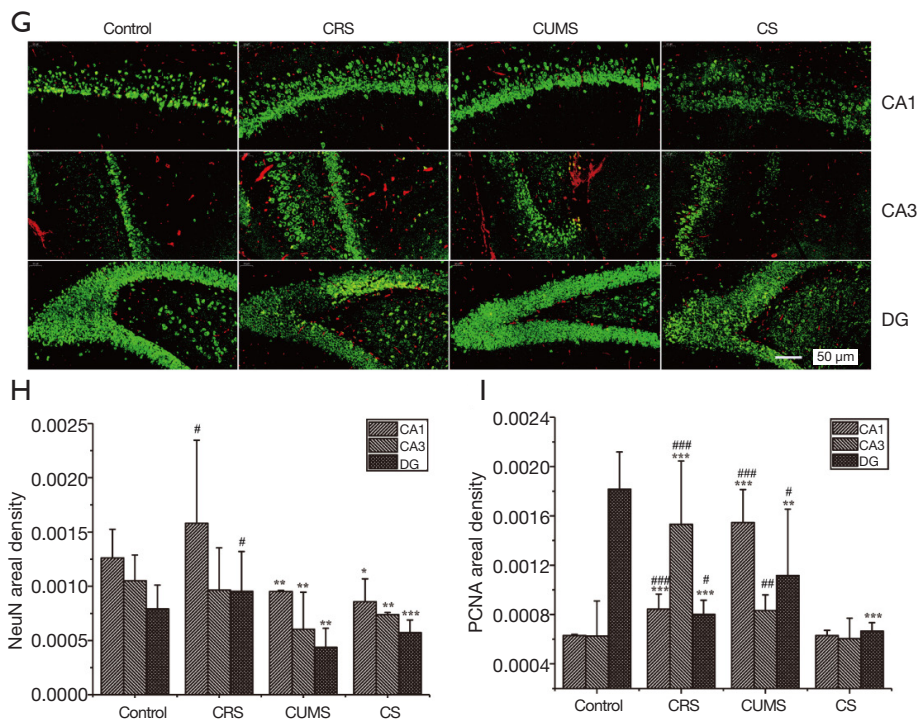 G
Control CRS CUMS CS
CA1
CA3
DG
50 µm
H
NeuN areal density
0.0025
0.0020
0.0015
0.0010
0.0005
0.0000
CA1
CA3
DG
#
#
** ** **
* ** ***
Control CRS CUMS CS
I
PCNA areal density
0.0024
0.0020
0.0016
0.0012
0.0008
0.0004
CA1
CA3
DG
###
***
###
***
#
***
###
***
##
#
**
***
Control CRS CUMS CS